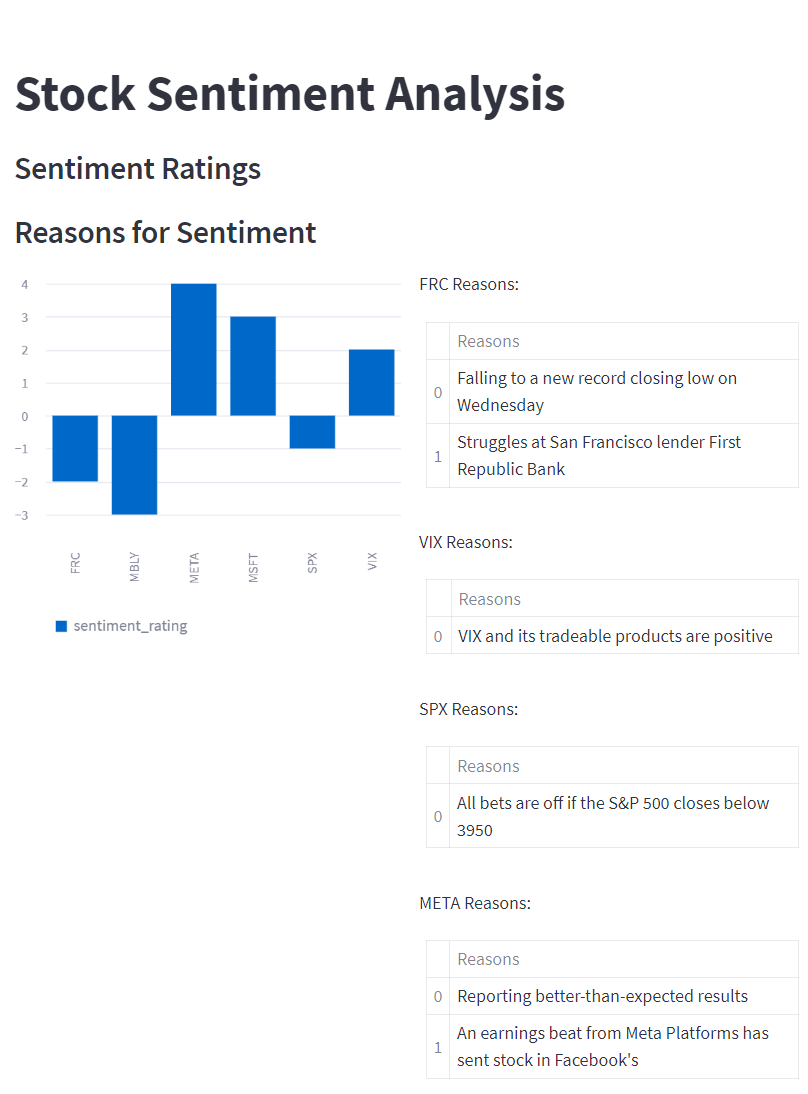 Stock Sentiment Analysis
Sentiment Ratings
Reasons for Sentiment
4
3
2
1
0
−1
−2
−3
FRC
MBLY
META
MSFT
SPX
VIX
sentiment_rating
FRC Reasons:
Reasons
0 Falling to a new record closing low on
Wednesday
1 Struggles at San Francisco lender First
Republic Bank
VIX Reasons:
Reasons
0 VIX and its tradeable products are positive
SPX Reasons:
Reasons
0 All bets are off if the S&P 500 closes below
3950
META Reasons:
Reasons
0 Reporting better-than-expected results
1 An earnings beat from Meta Platforms has
sent stock in Facebook's